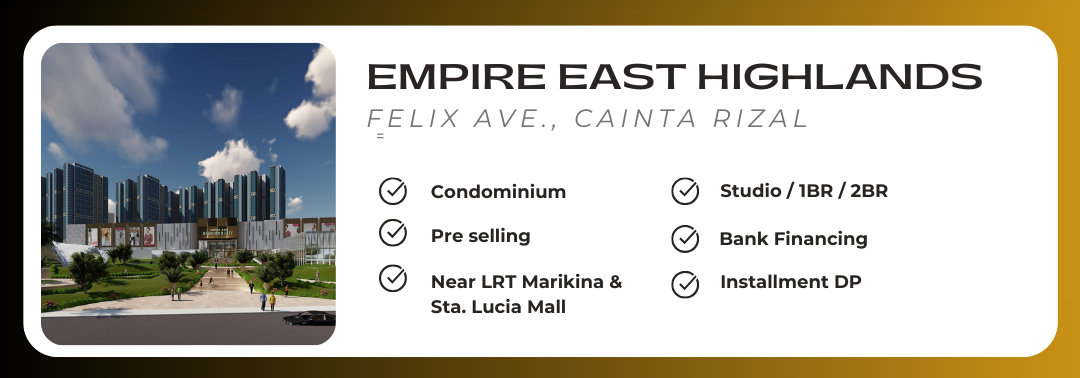 EMPIRE EAST HIGHLANDS
FELIX AVE., CAINTA RIZAL
=
Condominium
Pre selling
Near LRT Marikina &
Sta. Lucia Mall
Studio / 1BR / 2BR
Bank Financing
Installment DP